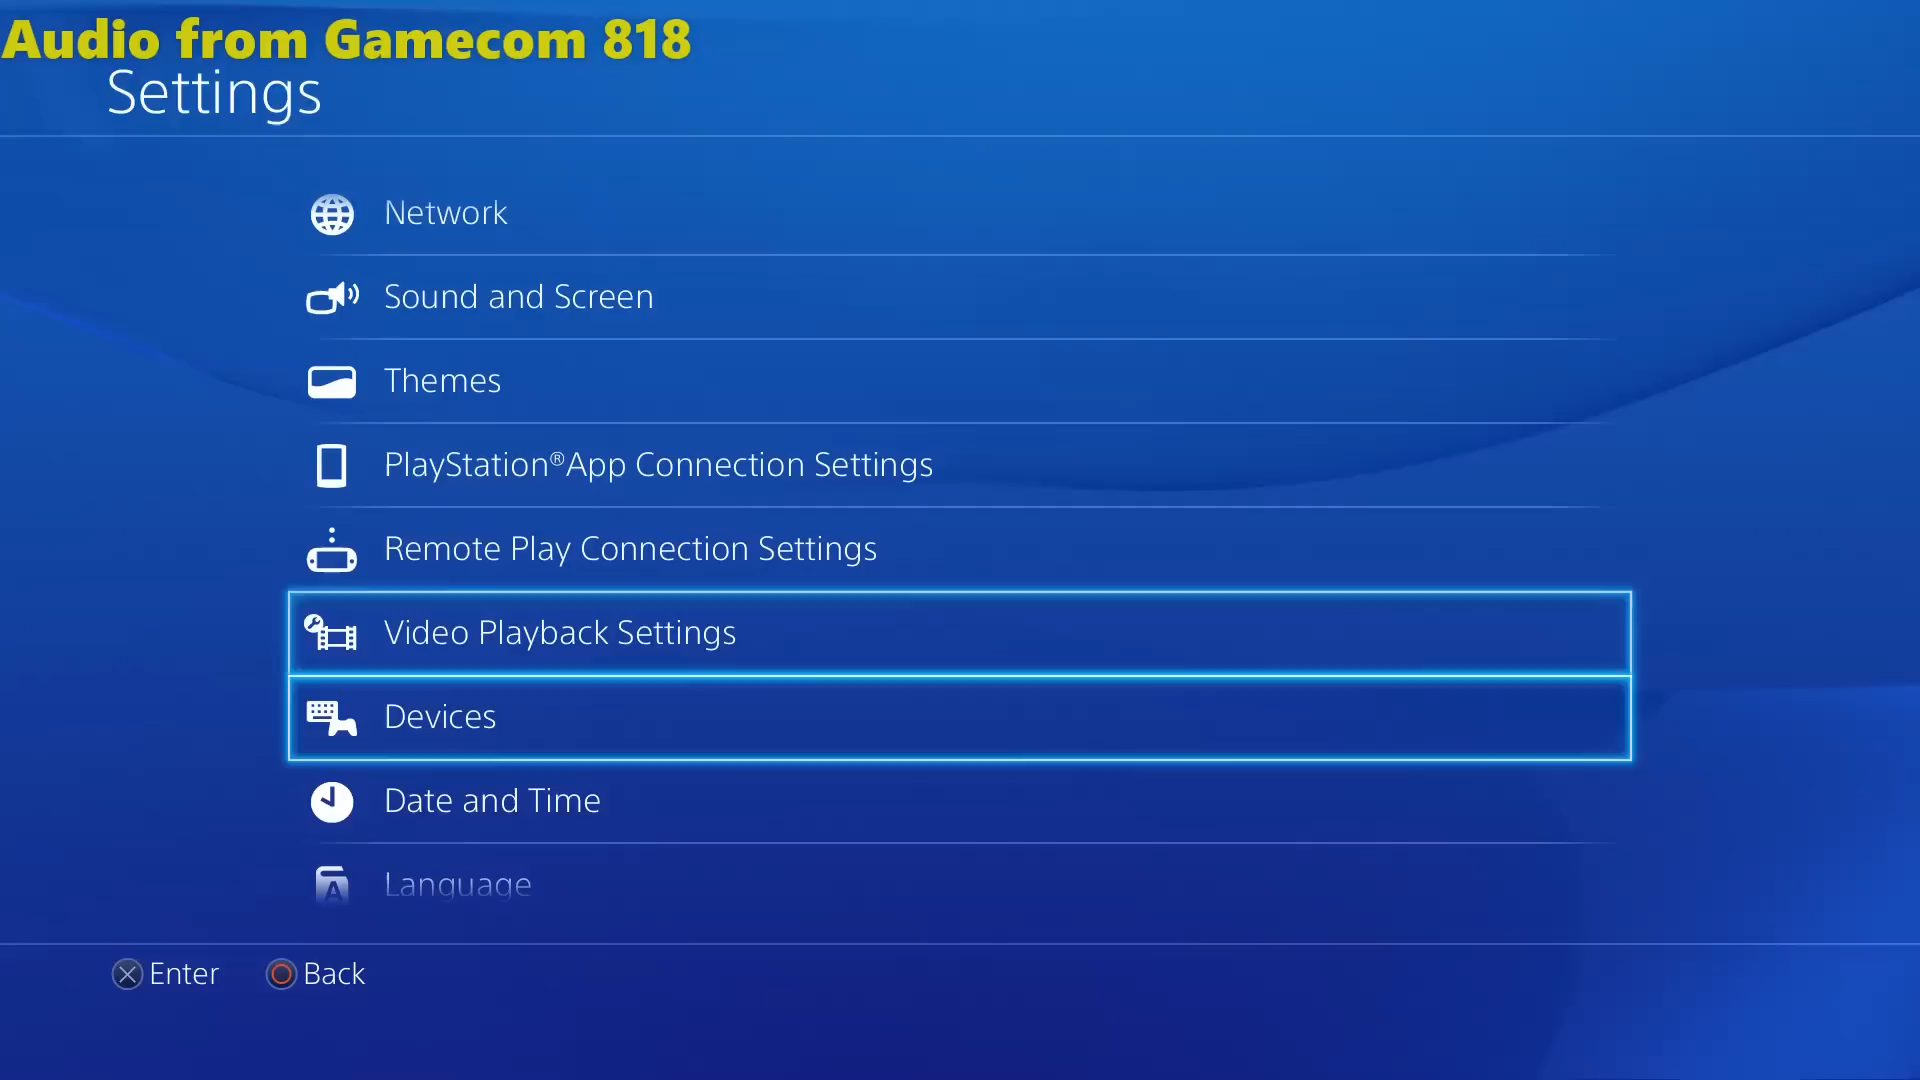 Audio from Gamecom 818
Settings
Network
Sound and Screen
Themes
PlayStation®App Connection Settings
Remote Play Connection Settings
Video Playback Settings
Devices
Date and Time
Language
Enter Back